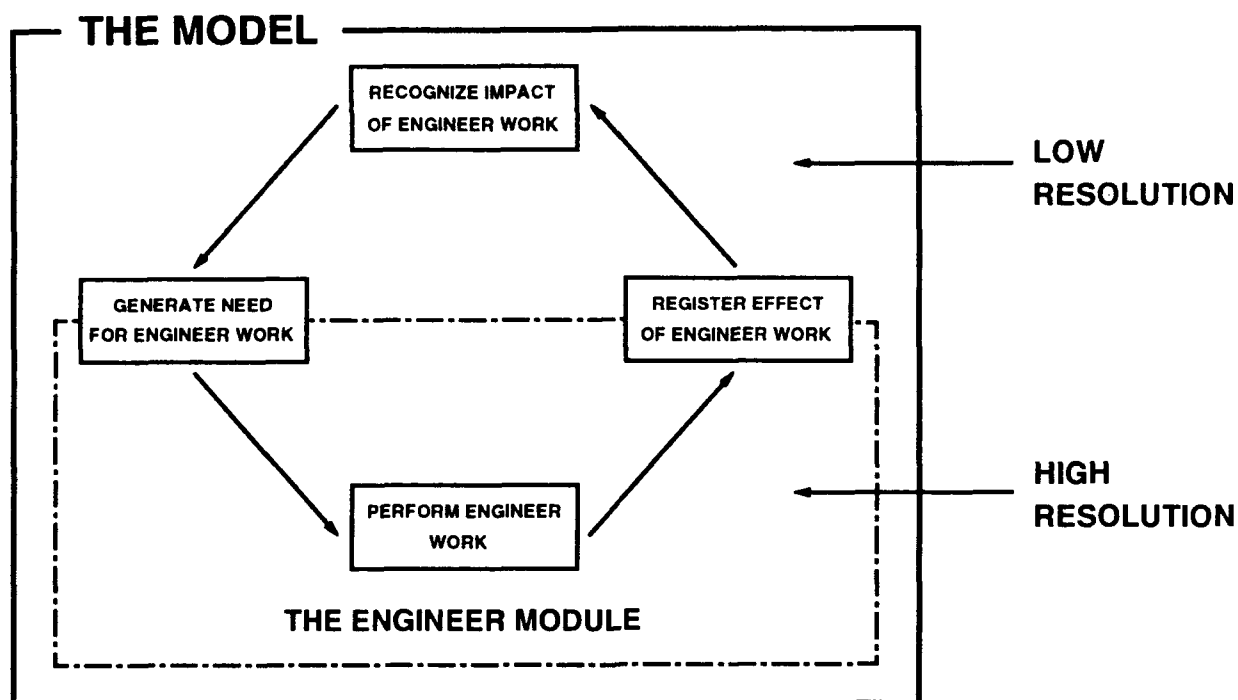 THE MODEL
RECOGNIZE IMPACT
OF ENGINEER WORK
LOW
RESOLUTION
GENERATE NEED
FOR ENGINEER WORK
REGISTER EFFECT
OF ENGINEER WORK
HIGH
RESOLUTION
PERFORM ENGINEER
WORK
THE ENGINEER MODULE